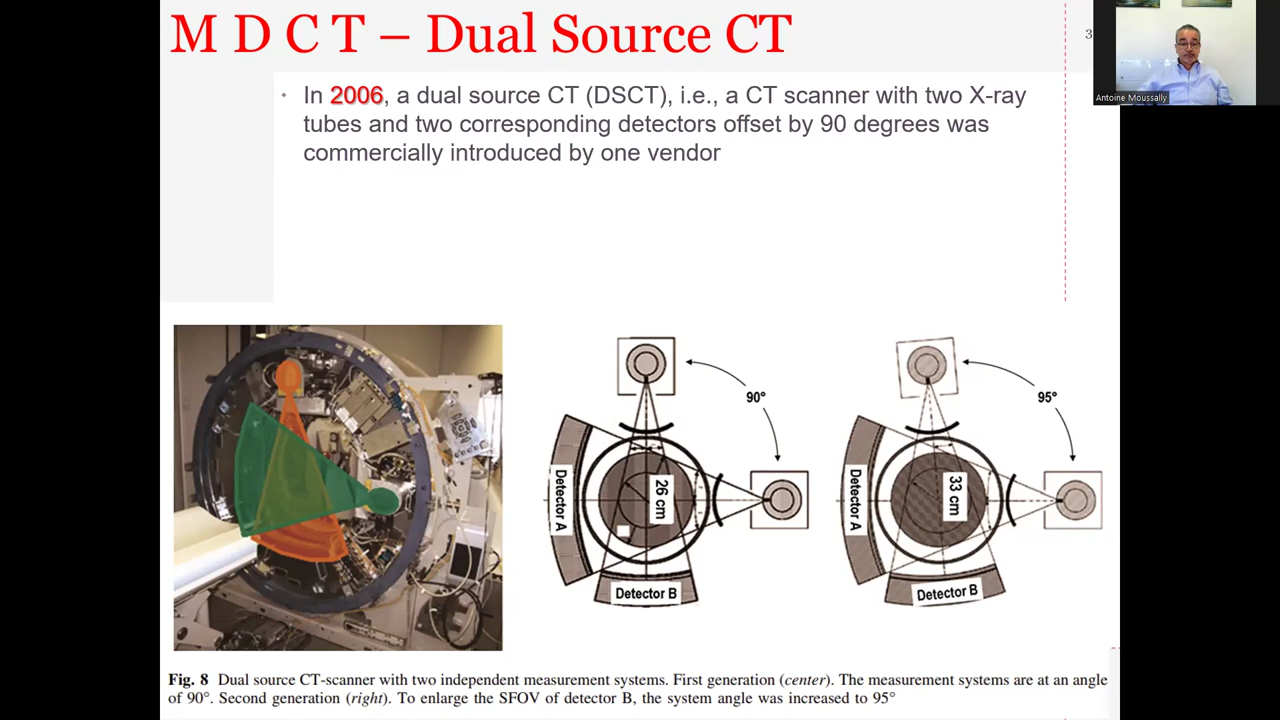 M D C T – Dual Source CT
3
Antoine Moussally
• In 2006, a dual source CT (DSCT), i.e., a CT scanner with two X-ray
tubes and two corresponding detectors offset by 90 degrees was
commercially introduced by one vendor
90°
Detector A
26 cm
Detector B
95°
Detector A
33 cm
Detector B
Fig. 8 Dual source CT-scanner with two independent measurement systems. First generation (center). The measurement systems are at an angle
of 90°. Second generation (right). To enlarge the SFOV of detector B, the system angle was increased to 95°